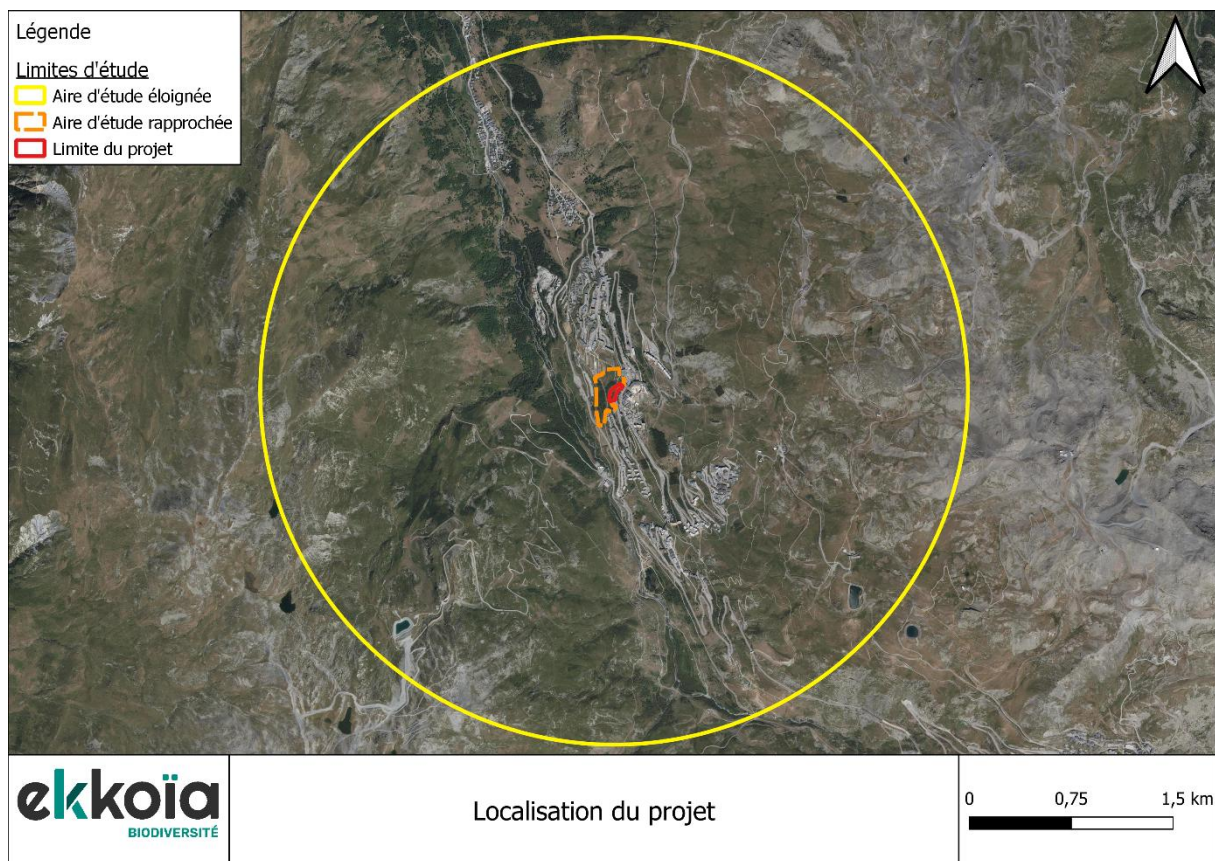 Légende
Limites d'étude
Aire d'étude éloignée
Aire d'étude rapprochée
Limite du projet
ekkoïa
BIODIVERSITÉ
Localisation du projet
0 0,75 1,5 km